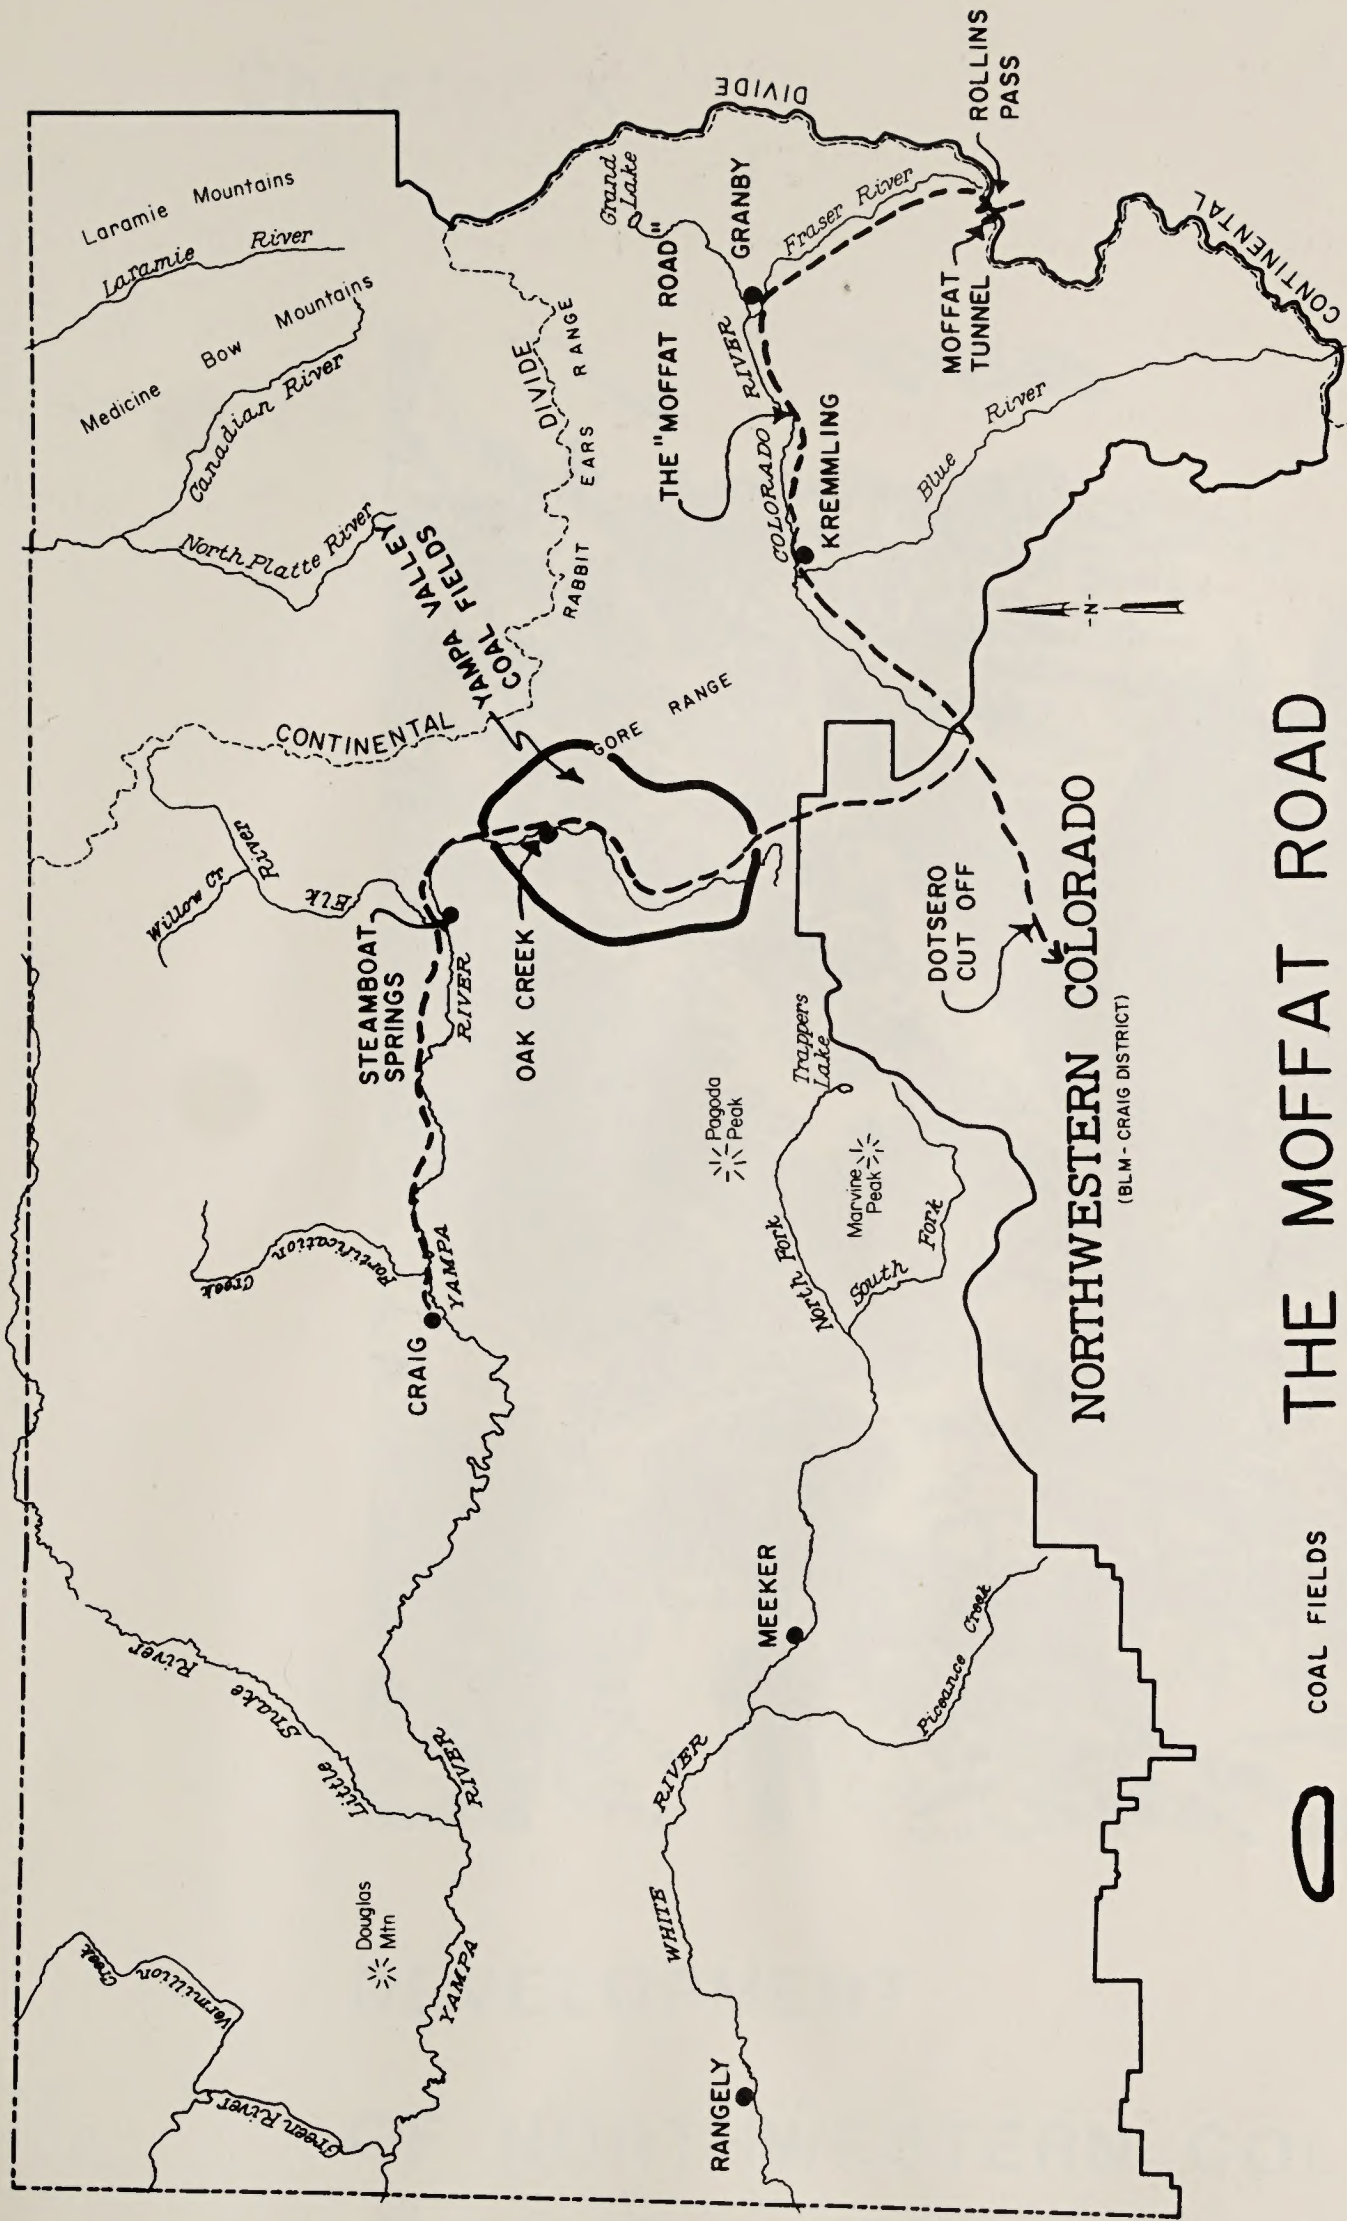 THE MOFFAT ROAD
COAL FIELDS
NORTHWESTERN COLORADO
(BLM - CRAIG DISTRICT)
Laramie Mountains
Laramie River
Medicine Bow Mountains
Canadian River
North Platte River
YAMPA VALLEY
COAL FIELDS
CONTINENTAL
DIVIDE
RABBIT EARS RANGE
GORE RANGE
Willow Cr
Elk River
STEAMBOAT
SPRINGS
RIVER
OAK CREEK
Fortification
Creek
CRAIG
YAMPA
Little Snake River
YAMPA
RIVER
Douglas
Mtn
Vermillion
Creek
Green River
Grand
Lake
THE "MOFFAT ROAD"
GRANBY
Fraser River
COLORADO
RIVER
KREMMLING
Blue River
MOFFAT
TUNNEL
ROLLINS
PASS
CONTINENTAL
DIVIDE
-N-
DOTSERO
CUT OFF
Trappers
Lake
Pagoda
Peak
Marvine
Peak
North Fork
South Fork
MEEKER
Piceance Creek
WHITE
RIVER
RANGELY